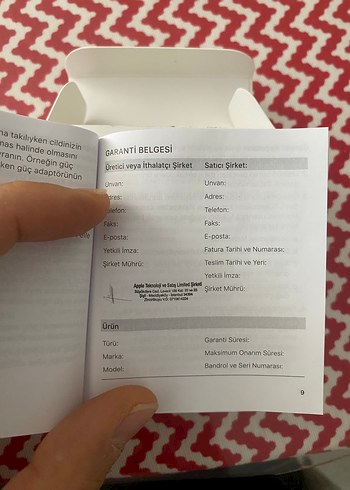 na takılıyken cildinizin
mas halinde olmasını
vranın. Örneğin güç
ken güç adaptörünün
GARANTİ BELGESİ
Üretici veya İthalatçı Şirket
Satıcı Şirket:
Unvan:
Adres:
Telefon:
Faks:
E-posta:
Yetkili İmza:
Şirket Mührü:
Apple Teknoloji ve Satış Limited Şirketi
Unvan:
Adres:
Telefon:
Faks:
E-posta:
Fatura Tarihi ve Numarası:
Teslim Tarihi ve Yeri:
Yetkili İmza:
Şirket Mührü:
Ürün
Türü:
Marka:
Model:
Garanti Süresi:
Maksimum Onarım Süresi:
Bandrol ve Seri Numarası:
9